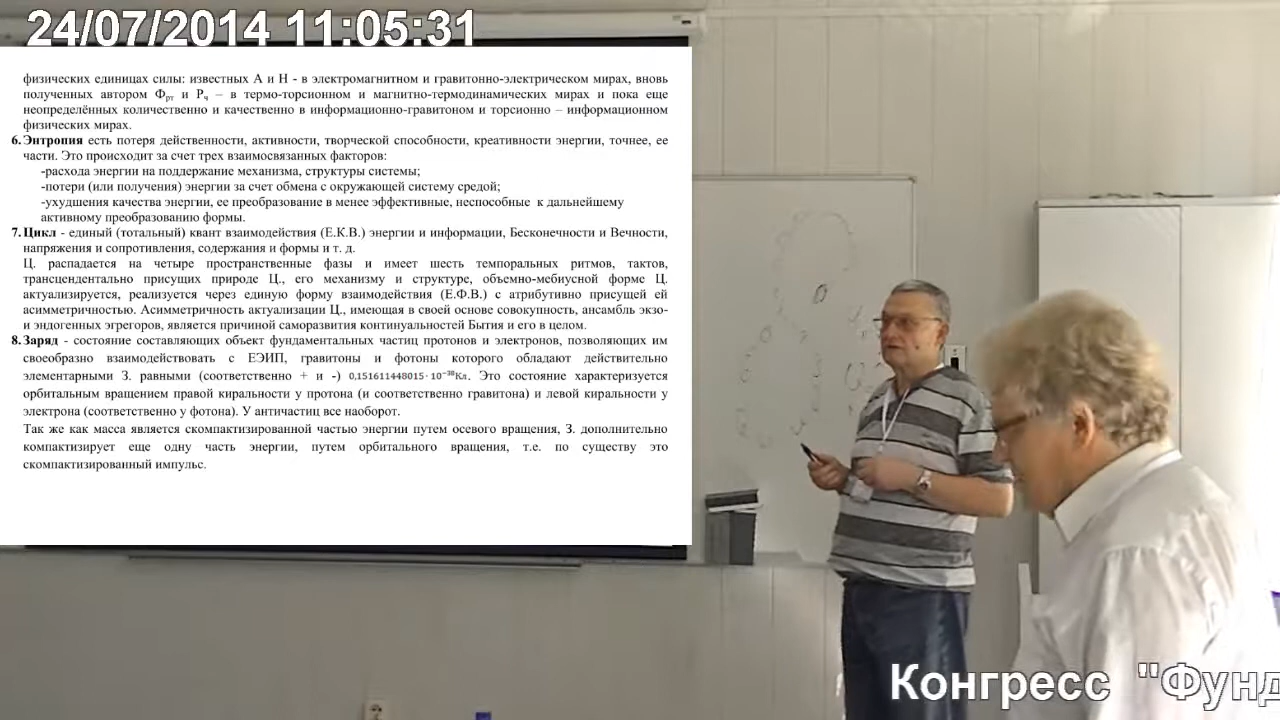 24/07/2014 11:05:31
физических единицах силы: известных А и Н - в электромагнитном и гравитонно-электрическом мирах, вновь
полученных автором Фрт и Рч – в термо-торсионном и магнитно-термодинамических мирах и пока еще
неопределённых количественно и качественно в информационно-гравитоном и торсионно – информационном
физических мирах.
6. Энтропия есть потеря действенности, активности, творческой способности, креативности энергии, точнее, ее
части. Это происходит за счет трех взаимосвязанных факторов:
-расхода энергии на поддержание механизма, структуры системы;
-потери (или получения) энергии за счет обмена с окружающей систему средой;
-ухудшения качества энергии, ее преобразование в менее эффективные, неспособные к дальнейшему
активному преобразованию формы.
7. Цикл - единый (тотальный) квант взаимодействия (Е.К.В.) энергии и информации, Бесконечности и Вечности,
напряжения и сопротивления, содержания и формы и т. д.
Ц. распадается на четыре пространственные фазы и имеет шесть темпоральных ритмов, тактов,
трансцендентально присущих природе Ц., его механизму и структуре, объемно-мебиусной форме Ц.
актуализируется, реализуется через единую форму взаимодействия (Е.Ф.В.) с атрибутивно присущей ей
асимметричностью. Асимметричность актуализации Ц., имеющая в своей основе совокупность, ансамбль экзо-
и эндогенных эгрегоров, является причиной саморазвития континуальностей Бытия и его в целом.
8. Заряд - состояние составляющих объект фундаментальных частиц протонов и электронов, позволяющих им
своеобразно взаимодействовать с ЕЭИП, гравитоны и фотоны которого обладают действительно
элементарными З. равными (соответственно + и -) 0,151611448015· 10⁻³⁸Кл. Это состояние характеризуется
орбитальным вращением правой киральности у протона (и соответственно гравитона) и левой киральности у
электрона (соответственно у фотона). У античастиц все наоборот.
Так же как масса является скомпактизированной частью энергии путем осевого вращения, З. дополнительно
компактизирует еще одну часть энергии, путем орбитального вращения, т.е. по существу это
скомпактизированный импульс.
Конгресс "Фунд